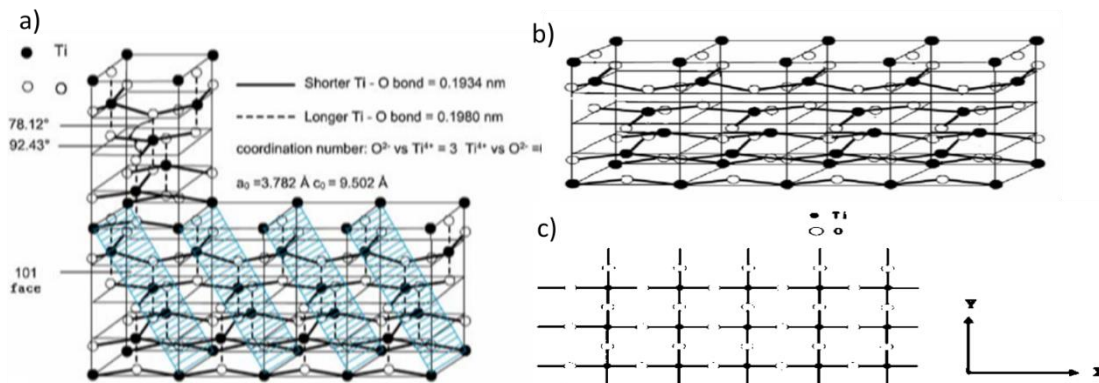 a)
Ti
O
Shorter Ti - O bond = 0.1934 nm
Longer Ti - O bond = 0.1980 nm
coordination number: O²⁻ vs Ti⁴⁺ = 3 Ti⁴⁺ vs O²⁻ =
a₀ =3.782 Å c₀ = 9.502 Å
78.12°
92.43°
101
face
b)
c)
Ti
O
Y
X